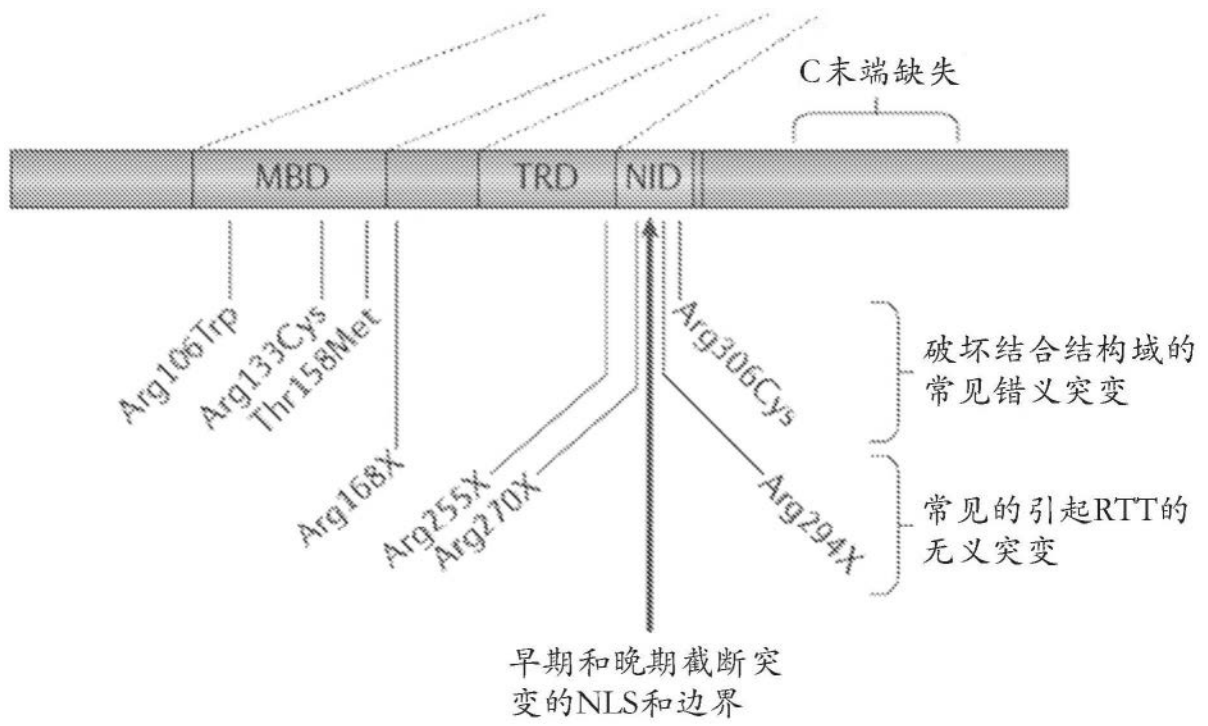 C末端缺失
MBD
TRD
NID
Arg106Trp
Arg133Cys
Thr158Met
Arg168X
Arg255X
Arg270X
Arg306Cys
Arg294X
破坏结合结构域的
常见错义突变
常见的引起RTT的
无义突变
早期和晚期截断突
变的NLS和边界